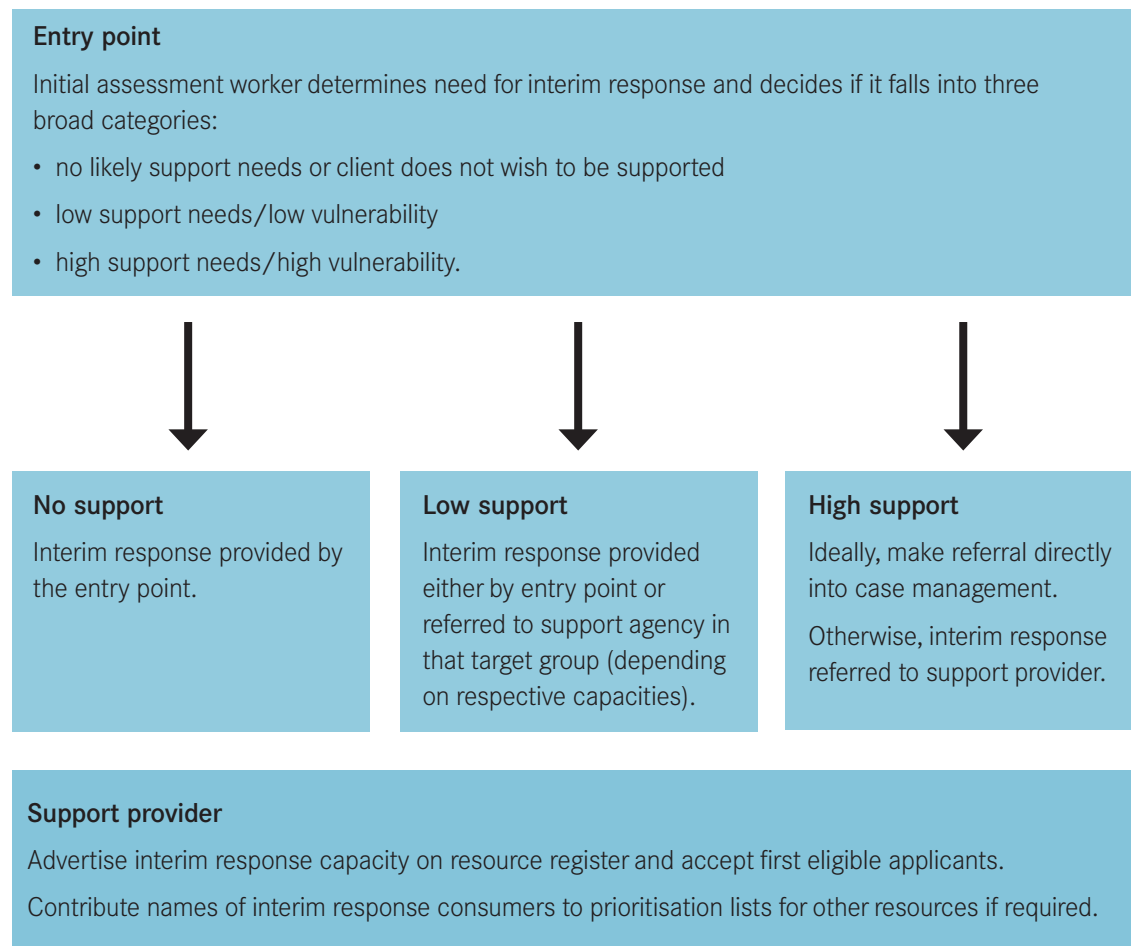 Entry point
Initial assessment worker determines need for interim response and decides if it falls into three
broad categories:
• no likely support needs or client does not wish to be supported
• low support needs/low vulnerability
• high support needs/high vulnerability.
No support
Interim response provided by
the entry point.
Low support
Interim response provided
either by entry point or
referred to support agency in
that target group (depending
on respective capacities).
High support
Ideally, make referral directly
into case management.
Otherwise, interim response
referred to support provider.
Support provider
Advertise interim response capacity on resource register and accept first eligible applicants.
Contribute names of interim response consumers to prioritisation lists for other resources if required.